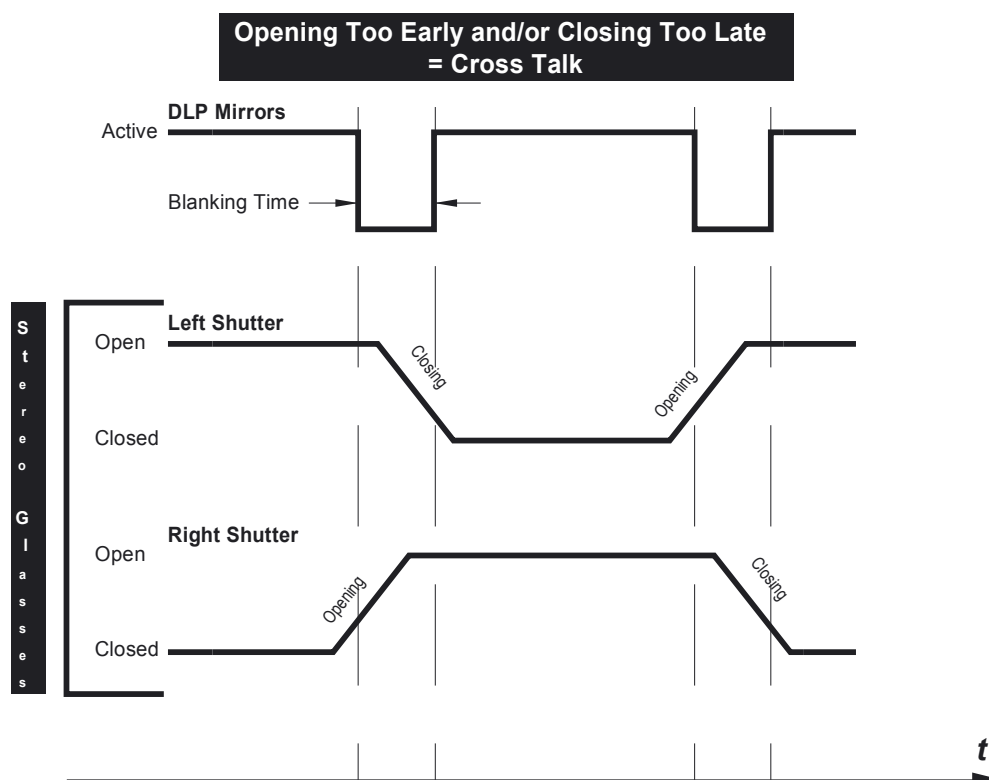 Opening Too Early and/or Closing Too Late
= Cross Talk
DLP Mirrors
Active
Blanking Time
Stereo Glasses
Left Shutter
Open
Closing
Opening
Closed
Right Shutter
Open
Opening
Closing
Closed
t